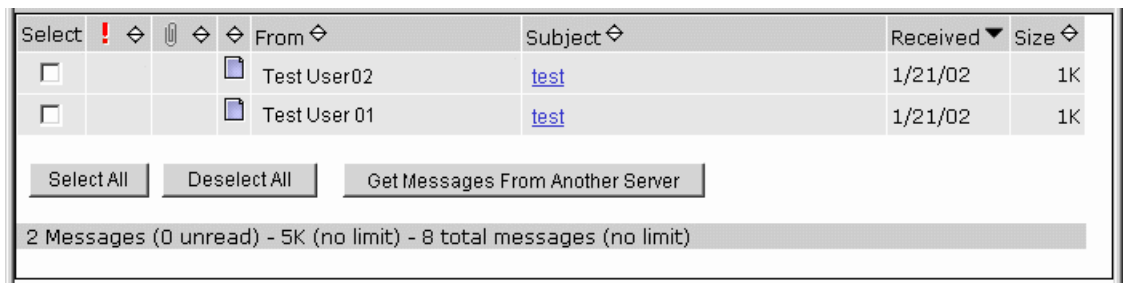 Select ! From Subject Received Size
Test User02 test 1/21/02 1K
Test User 01 test 1/21/02 1K
Select All Deselect All Get Messages From Another Server
2 Messages (0 unread) - 5K (no limit) - 8 total messages (no limit)